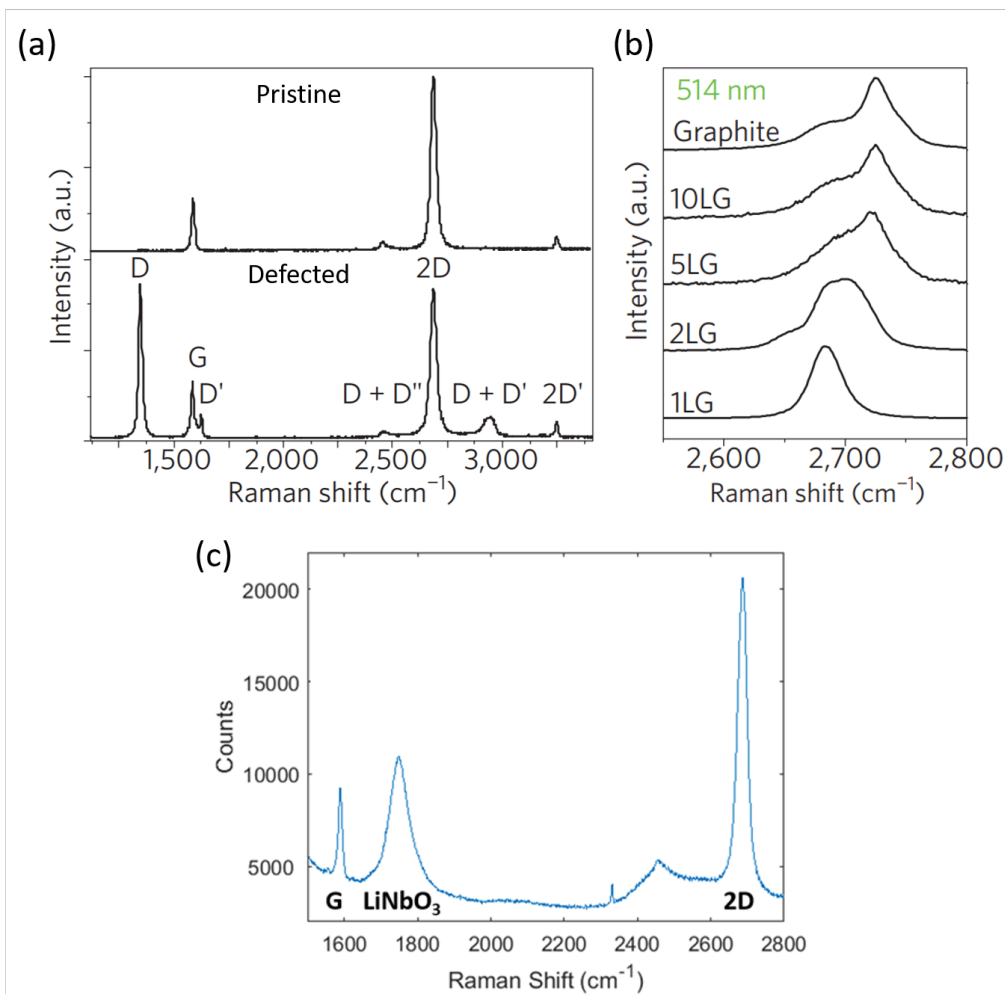 (a)
Pristine
Defected
D
G
D'
D + D"
2D
D + D'
2D'
Intensity (a.u.)
1,500 2,000 2,500 3,000
Raman shift (cm⁻¹)
(b)
514 nm
Graphite
10LG
5LG
2LG
1LG
Intensity (a.u.)
2,600 2,700 2,800
Raman shift (cm⁻¹)
(c)
20000
15000
10000
5000
Counts
G LiNbO₃ 2D
1600 1800 2000 2200 2400 2600 2800
Raman Shift (cm⁻¹)